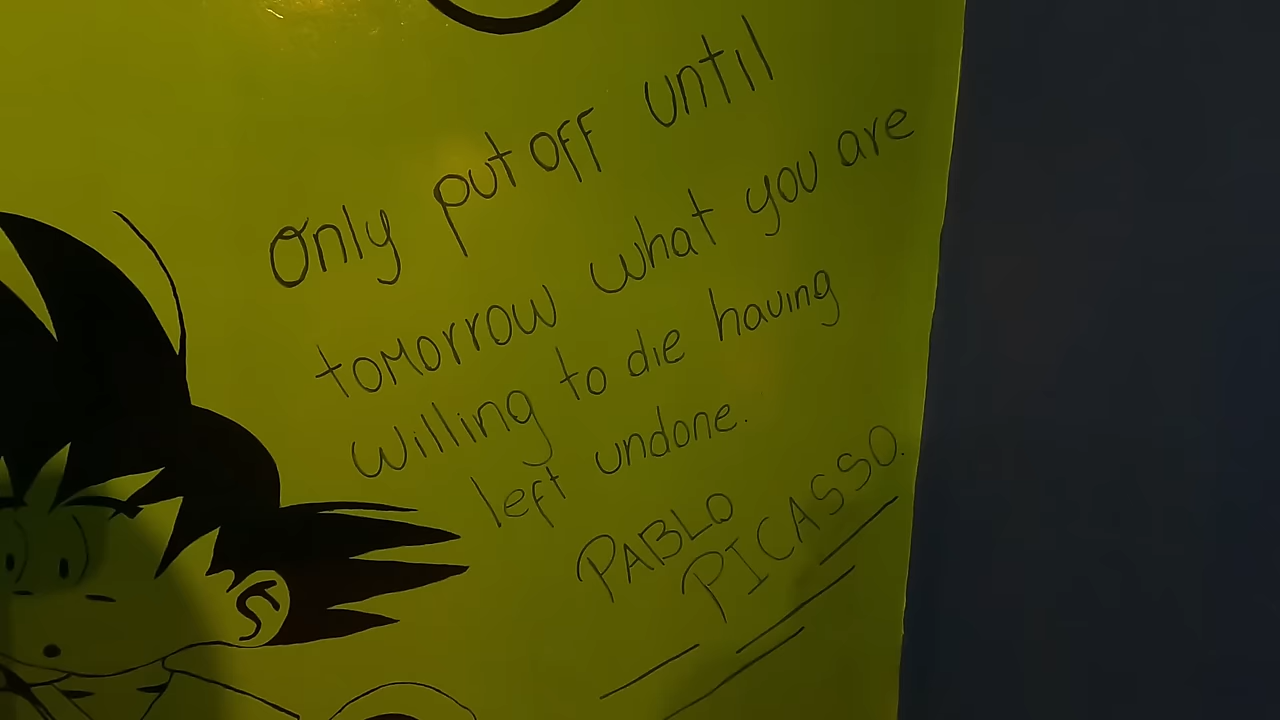 Only put off until
tomorrow what you are
willing to die having
left undone.
PABLO
PICASSO.